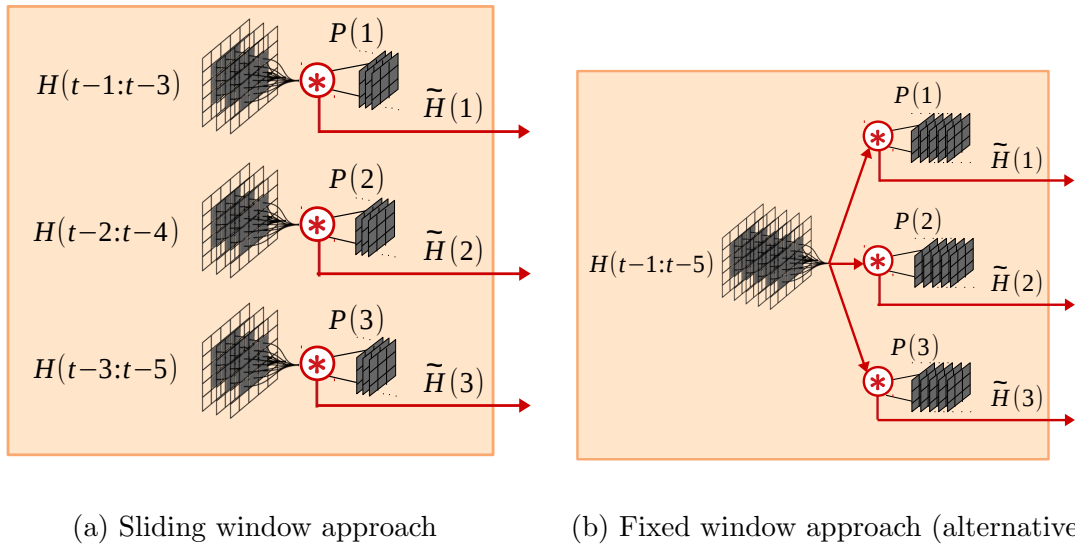 P(1)
H(t−1:t−3)
H̃(1)
P(2)
H(t−2:t−4)
H̃(2)
P(3)
H(t−3:t−5)
H̃(3)
(a) Sliding window approach
P(1)
H̃(1)
P(2)
H(t−1:t−5)
H̃(2)
P(3)
H̃(3)
(b) Fixed window approach (alternative